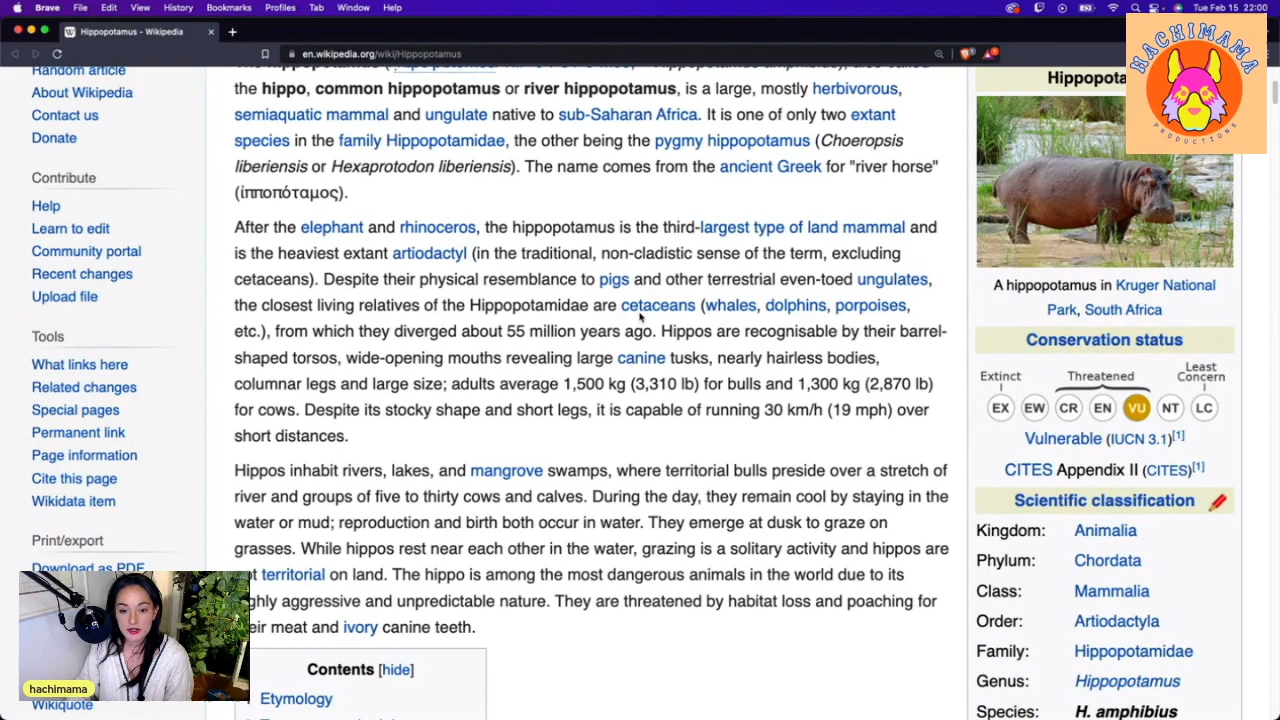 Brave File Edit View History Bookmarks Profiles Tab Window Help
Tue Feb 15 22:00
Hippopotamus - Wikipedia
en.wikipedia.org/wiki/Hippopotamus
HACHIMAMA
PRODUCTIONS
Random article
About Wikipedia
Contact us
Donate
Contribute
Help
Learn to edit
Community portal
Recent changes
Upload file
Tools
What links here
Related changes
Special pages
Permanent link
Page information
Cite this page
Wikidata item
Print/export
Download as PDF
Wikiquote
the hippo, common hippopotamus or river hippopotamus, is a large, mostly herbivorous,
semiaquatic mammal and ungulate native to sub-Saharan Africa. It is one of only two extant
species in the family Hippopotamidae, the other being the pygmy hippopotamus (Choeropsis
liberiensis or Hexaprotodon liberiensis). The name comes from the ancient Greek for "river horse"
(ἱπποπόταμος).
After the elephant and rhinoceros, the hippopotamus is the third-largest type of land mammal and
is the heaviest extant artiodactyl (in the traditional, non-cladistic sense of the term, excluding
cetaceans). Despite their physical resemblance to pigs and other terrestrial even-toed ungulates,
the closest living relatives of the Hippopotamidae are cetaceans (whales, dolphins, porpoises,
etc.), from which they diverged about 55 million years ago. Hippos are recognisable by their barrel-
shaped torsos, wide-opening mouths revealing large canine tusks, nearly hairless bodies,
columnar legs and large size; adults average 1,500 kg (3,310 lb) for bulls and 1,300 kg (2,870 lb)
for cows. Despite its stocky shape and short legs, it is capable of running 30 km/h (19 mph) over
short distances.
Hippos inhabit rivers, lakes, and mangrove swamps, where territorial bulls preside over a stretch of
river and groups of five to thirty cows and calves. During the day, they remain cool by staying in the
water or mud; reproduction and birth both occur in water. They emerge at dusk to graze on
grasses. While hippos rest near each other in the water, grazing is a solitary activity and hippos are
territorial on land. The hippo is among the most dangerous animals in the world due to its
ghly aggressive and unpredictable nature. They are threatened by habitat loss and poaching for
eir meat and ivory canine teeth.
Contents [hide]
Etymology
Hippopota
A hippopotamus in Kruger National
Park, South Africa
Conservation status
Extinct Threatened Least Concern
EX EW CR EN VU NT LC
Vulnerable (IUCN 3.1)[1]
CITES Appendix II (CITES)[1]
Scientific classification
Kingdom: Animalia
Phylum: Chordata
Class: Mammalia
Order: Artiodactyla
Family: Hippopotamidae
Genus: Hippopotamus
Species: H. amphibius
hachimama